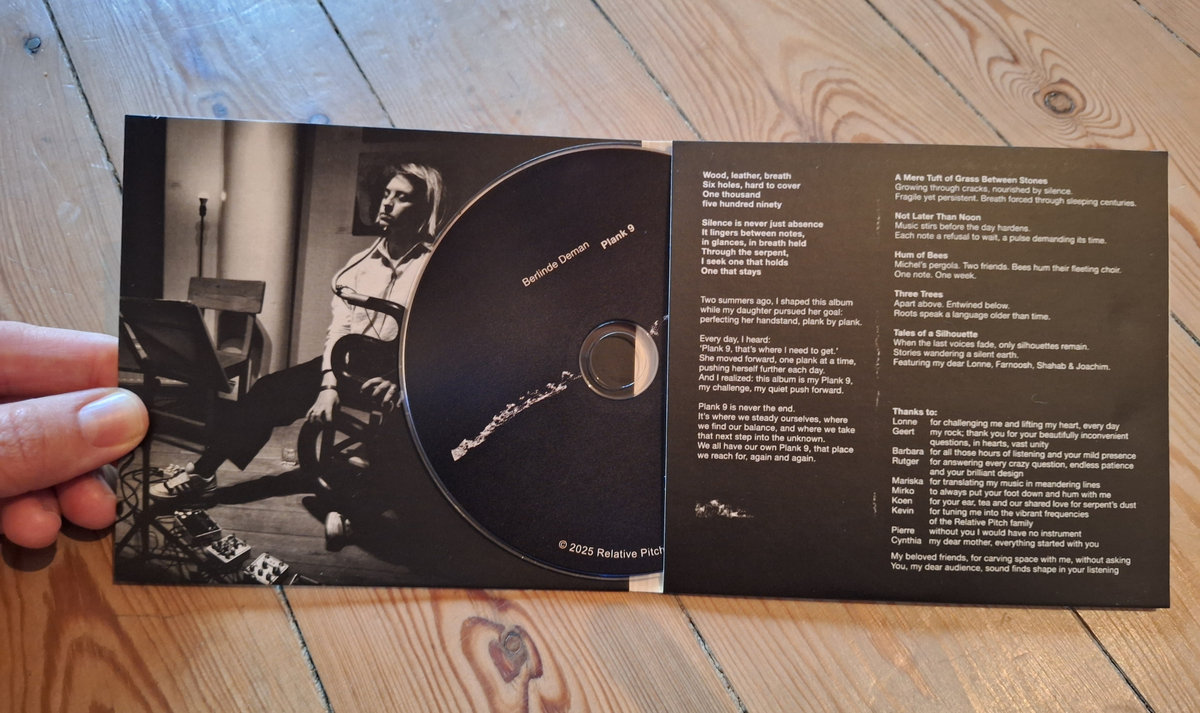 Berlinde Deman Plank 9
© 2025 Relative Pitch
Wood, leather, breath
Six holes, hard to cover
One thousand
five hundred ninety
Silence is never just absence
It lingers between notes,
in glances, in breath held
Through the serpent,
I seek one that holds
One that stays
Two summers ago, I shaped this album
while my daughter pursued her goal:
perfecting her handstand, plank by plank.
Every day, I heard:
‘Plank 9, that’s where I need to get.’
She moved forward, one plank at a time,
pushing herself further each day.
And I realized: this album is my Plank 9,
my challenge, my quiet push forward.
Plank 9 is never the end.
It’s where we steady ourselves, where
we find our balance, and where we take
that next step into the unknown.
We all have our own Plank 9, that place
we reach for, again and again.
A Mere Tuft of Grass Between Stones
Growing through cracks, nourished by silence.
Fragile yet persistent. Breath forced through sleeping centuries.
Not Later Than Noon
Music stirs before the day hardens.
Each note a refusal to wait, a pulse demanding its time.
Hum of Bees
Michel’s pergola. Two friends. Bees hum their fleeting choir.
One note. One week.
Three Trees
Apart above. Entwined below.
Roots speak a language older than time.
Tales of a Silhouette
When the last voices fade, only silhouettes remain.
Stories wandering a silent earth.
Featuring my dear Lonne, Farnoosh, Shahab & Joachim.
Thanks to:
Lonne for challenging me and lifting my heart, every day
Geert my rock; thank you for your beautifully inconvenient
questions, in hearts, vast unity
Barbara for all those hours of listening and your mild presence
Rutger for answering every crazy question, endless patience
and your brilliant design
Mariska for translating my music in meandering lines
Mirko to always put your foot down and hum with me
Koen for your ear, tea and our shared love for serpent’s dust
Kevin for tuning me into the vibrant frequencies
of the Relative Pitch family
Pierre without you I would have no instrument
Cynthia my dear mother, everything started with you
My beloved friends, for carving space with me, without asking
You, my dear audience, sound finds shape in your listening